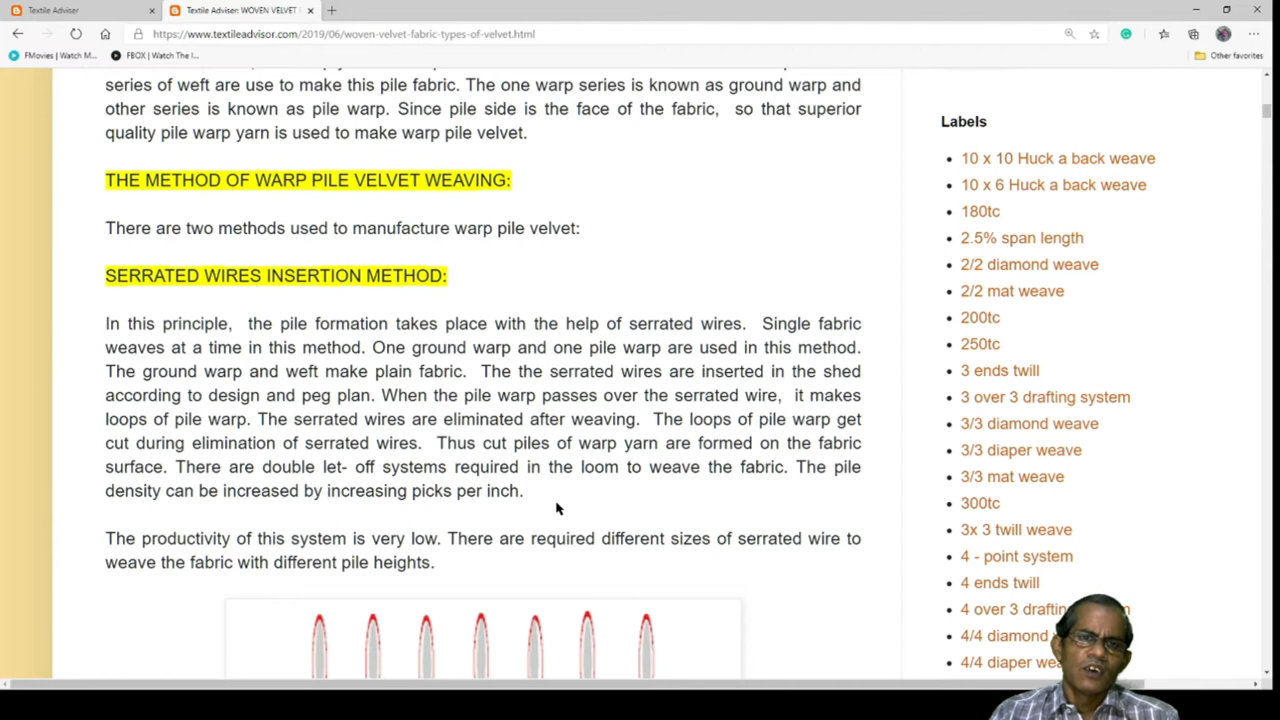 Textile Adviser
Textile Adviser: WOVEN VELVET
https://www.textileadvisor.com/2019/06/woven-velvet-fabric-types-of-velvet.html
FMovies | Watch M...
FBOX | Watch The I...
Other favorites
series of weft are use to make this pile fabric. The one warp series is known as ground warp and
other series is known as pile warp. Since pile side is the face of the fabric, so that superior
quality pile warp yarn is used to make warp pile velvet.
THE METHOD OF WARP PILE VELVET WEAVING:
There are two methods used to manufacture warp pile velvet:
SERRATED WIRES INSERTION METHOD:
In this principle, the pile formation takes place with the help of serrated wires. Single fabric
weaves at a time in this method. One ground warp and one pile warp are used in this method.
The ground warp and weft make plain fabric. The the serrated wires are inserted in the shed
according to design and peg plan. When the pile warp passes over the serrated wire, it makes
loops of pile warp. The serrated wires are eliminated after weaving. The loops of pile warp get
cut during elimination of serrated wires. Thus cut piles of warp yarn are formed on the fabric
surface. There are double let- off systems required in the loom to weave the fabric. The pile
density can be increased by increasing picks per inch.
The productivity of this system is very low. There are required different sizes of serrated wire to
weave the fabric with different pile heights.
Labels
10 x 10 Huck a back weave
10 x 6 Huck a back weave
180tc
2.5% span length
2/2 diamond weave
2/2 mat weave
200tc
250tc
3 ends twill
3 over 3 drafting system
3/3 diamond weave
3/3 diaper weave
3/3 mat weave
300tc
3x 3 twill weave
4 - point system
4 ends twill
4 over 3 drafting
4/4 diamond
4/4 diaper